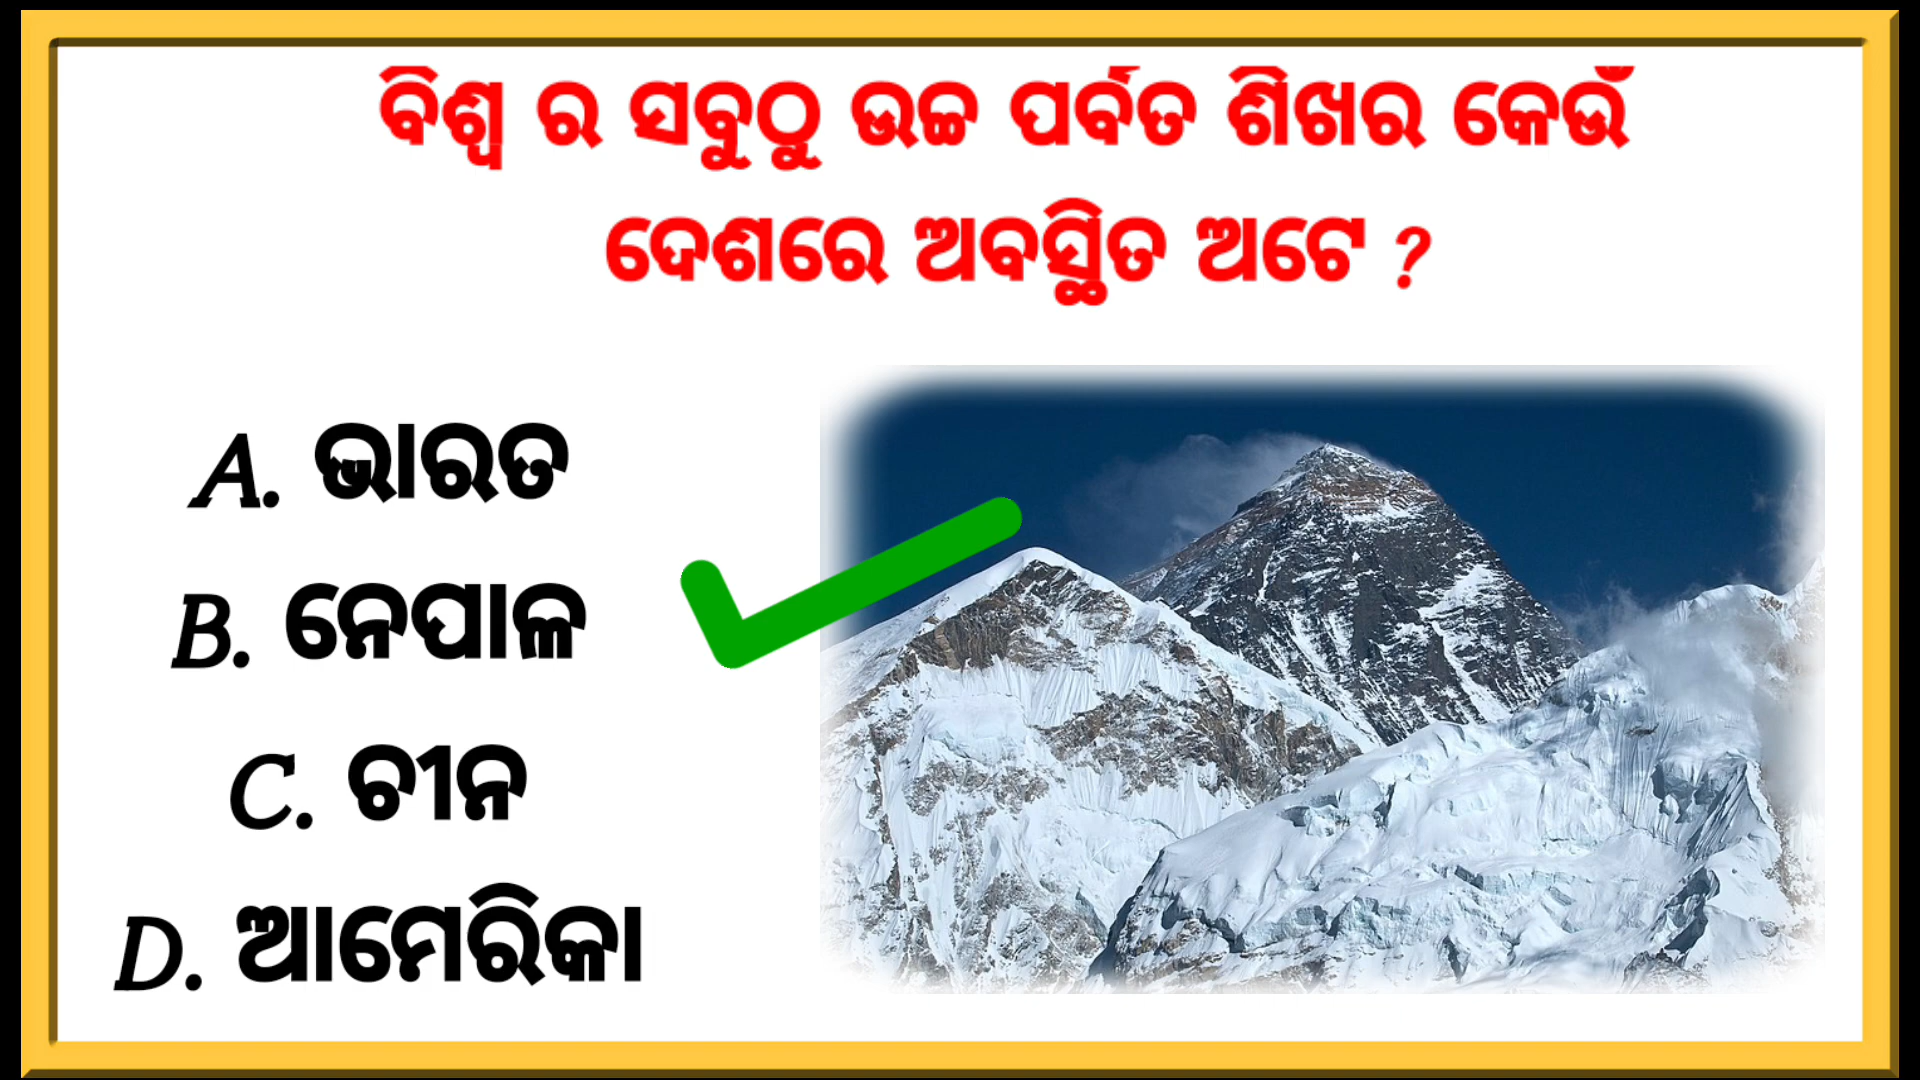 ବିଶ୍ୱ ର ସବୁଠୁ ଉଚ୍ଚ ପର୍ବତ ଶିଖର କେଉଁ
ଦେଶରେ ଅବସ୍ଥିତ ଅଟେ ?
A. ଭାରତ
B. ନେପାଳ
C. ଚୀନ
D. ଆମେରିକା